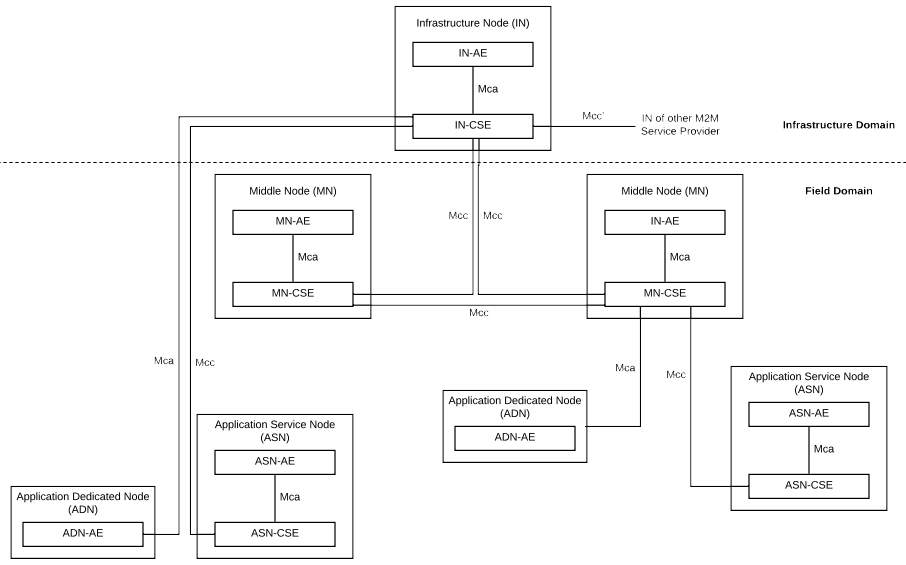 Infrastructure Node (IN)
IN-AE
Mca
IN-CSE
Mcc'
IN of other M2M
Service Provider
Infrastructure Domain
Field Domain
Middle Node (MN)
MN-AE
Mca
MN-CSE
Mcc
Mcc
Middle Node (MN)
IN-AE
Mca
MN-CSE
Mcc
Mca
Mcc
Mca
Mcc
Application Service Node
(ASN)
ASN-AE
Mca
ASN-CSE
Application Dedicated Node
(ADN)
ADN-AE
Application Service Node
(ASN)
ASN-AE
Mca
ASN-CSE
Application Dedicated Node
(ADN)
ADN-AE